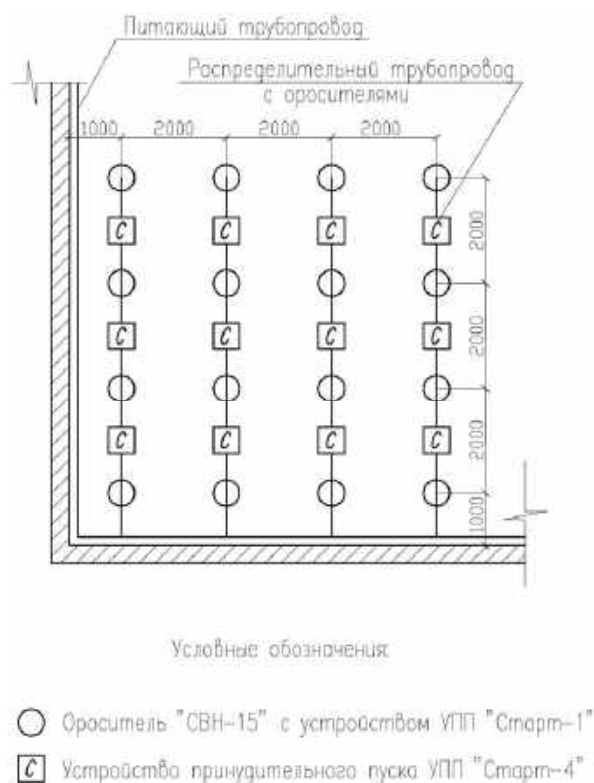 Питающий трубопровод
Распределительный трубопровод
с оросителями
1000 2000 2000 2000
С С С С
2000
С С С С
2000
С С С С
2000
1000
Условные обозначения:
Ороситель "СВН-15" с устройством УПП "Старт-1"
С Устройство принудительного пуска УПП "Старт-4"